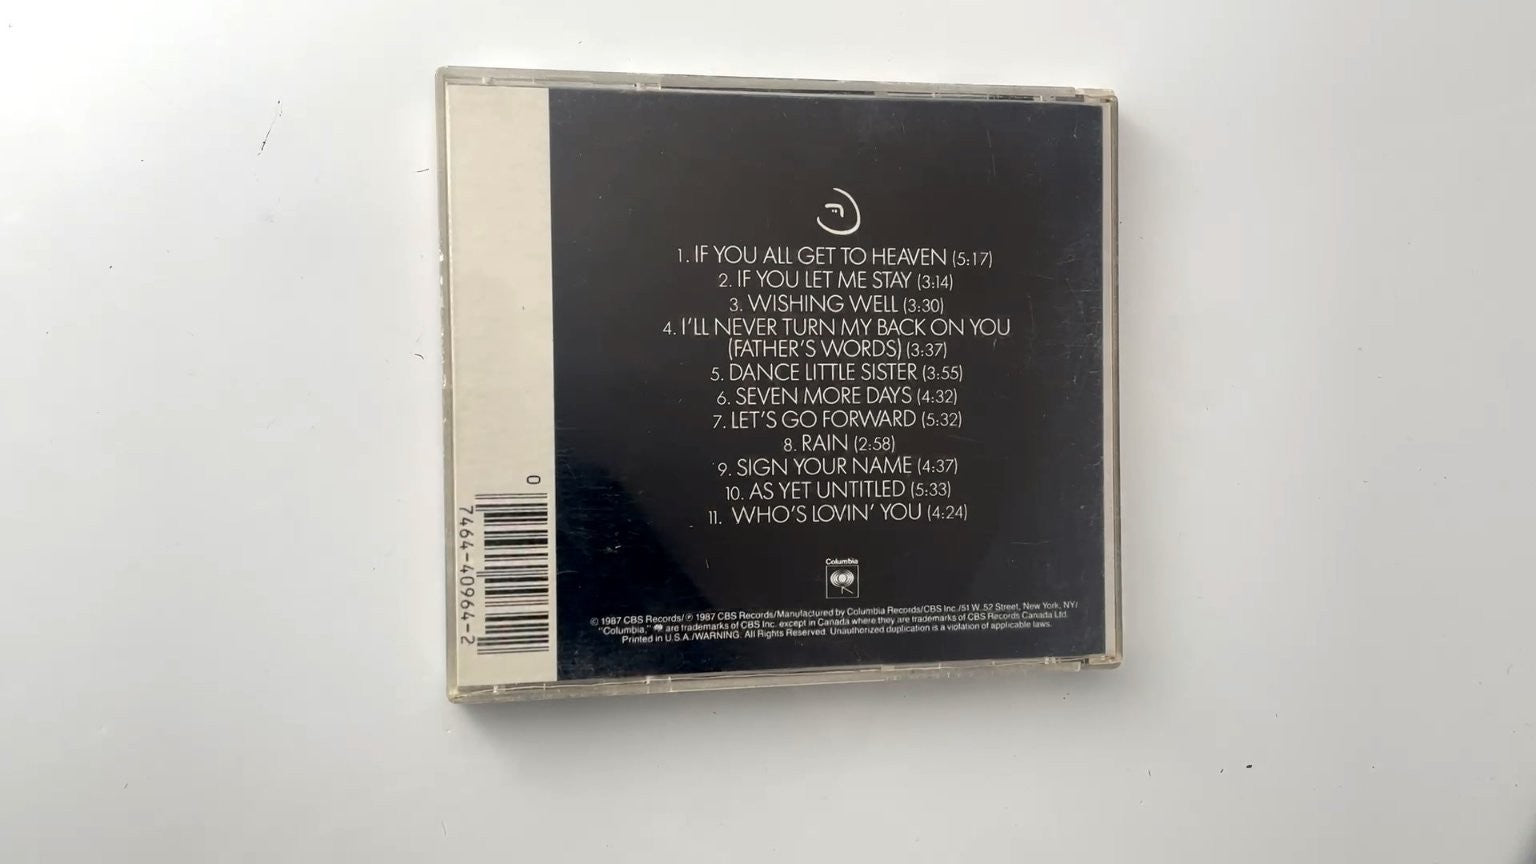 1. IF YOU ALL GET TO HEAVEN (5:17)
2. IF YOU LET ME STAY (3:14)
3. WISHING WELL (3:30)
4. I'LL NEVER TURN MY BACK ON YOU
(FATHER'S WORDS) (3:37)
5. DANCE LITTLE SISTER (3:55)
6. SEVEN MORE DAYS (4:32)
7. LET'S GO FORWARD (5:32)
8. RAIN (2:58)
9. SIGN YOUR NAME (4:37)
10. AS YET UNTITLED (5:33)
11. WHO'S LOVIN' YOU (4:24)
Columbia
© 1987 CBS Records/℗ 1987 CBS Records/Manufactured by Columbia Records/CBS Inc./51 W. 52 Street, New York, NY/
"Columbia," are trademarks of CBS Inc. except in Canada where they are trademarks of CBS Records Canada Ltd.
Printed in U.S.A./WARNING: All Rights Reserved. Unauthorized duplication is a violation of applicable laws.
0
7464-40964-2